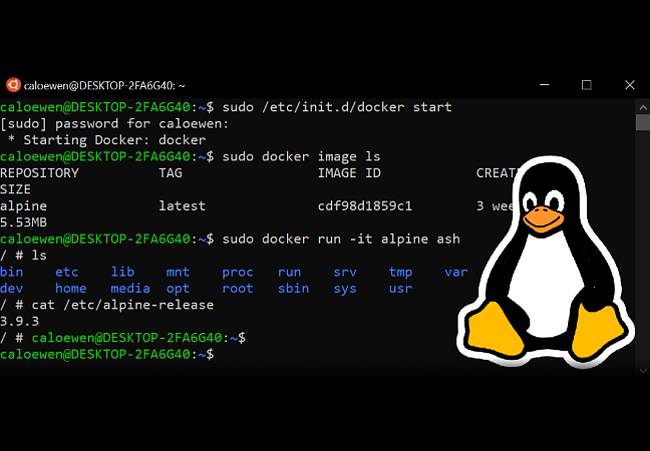 caloewen@DESKTOP-2FA6G40: ~
caloewen@DESKTOP-2FA6G40:~$ sudo /etc/init.d/docker start
[sudo] password for caloewen:
 * Starting Docker: docker
caloewen@DESKTOP-2FA6G40:~$ sudo docker image ls
REPOSITORY TAG IMAGE ID CREATE
SIZE
alpine latest cdf98d1859c1 3 wee
5.53MB
caloewen@DESKTOP-2FA6G40:~$ sudo docker run -it alpine ash
/ # ls
bin etc lib mnt proc run srv tmp var
dev home media opt root sbin sys usr
/ # cat /etc/alpine-release
3.9.3
/ # caloewen@DESKTOP-2FA6G40:~$
caloewen@DESKTOP-2FA6G40:~$